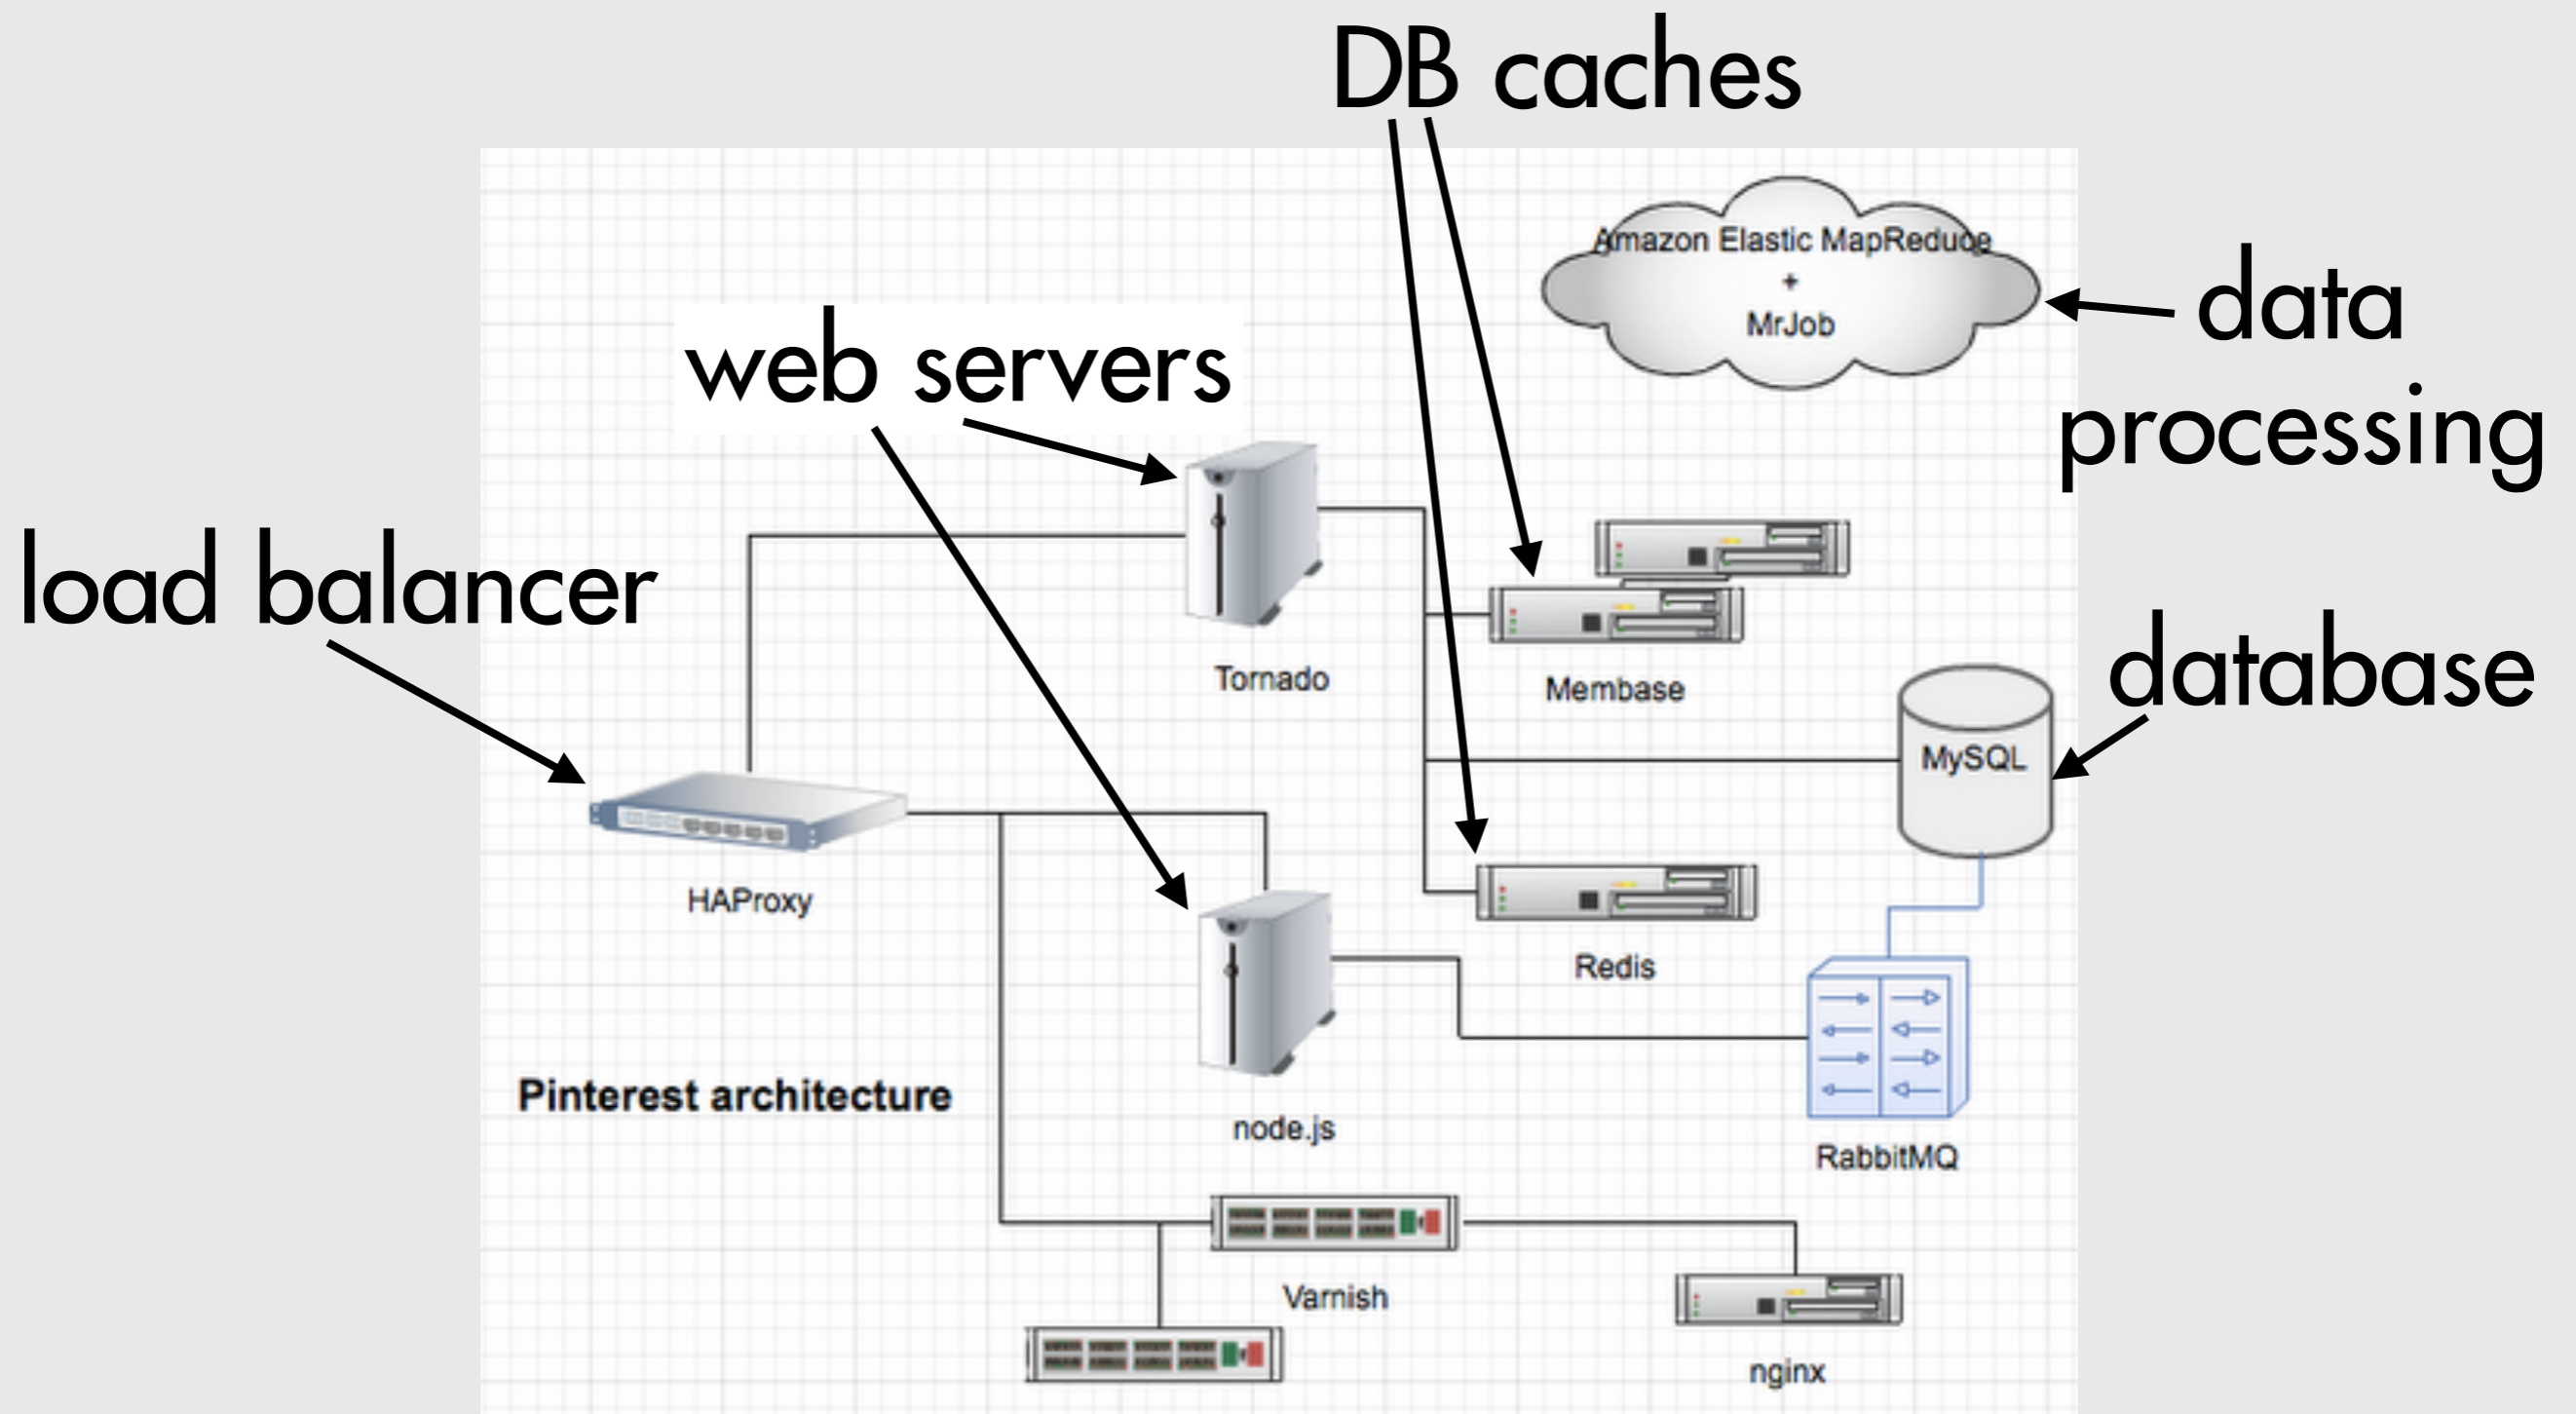 DB caches
Amazon Elastic MapReduce
+
MrJob
data
processing
web servers
load balancer
Tornado
Membase
database
MySQL
HAProxy
Redis
Pinterest architecture
node.js
RabbitMQ
Varnish
nginx